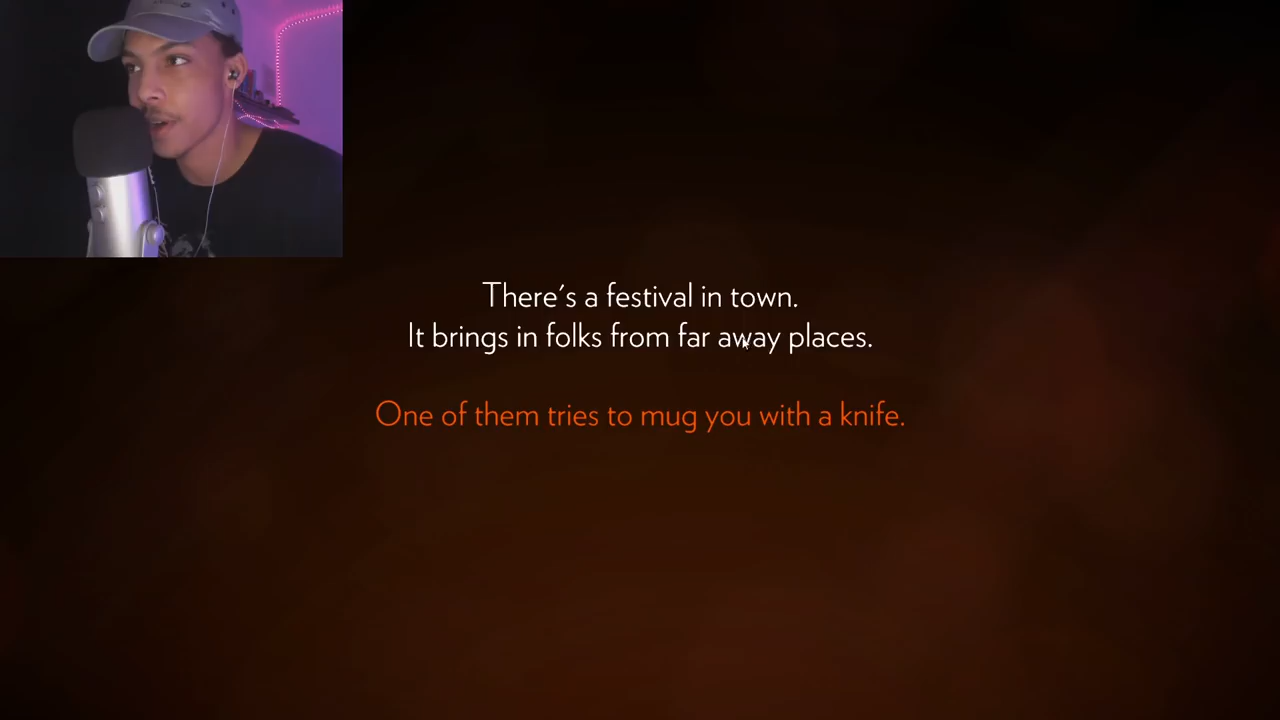 There's a festival in town.
It brings in folks from far away places.
One of them tries to mug you with a knife.